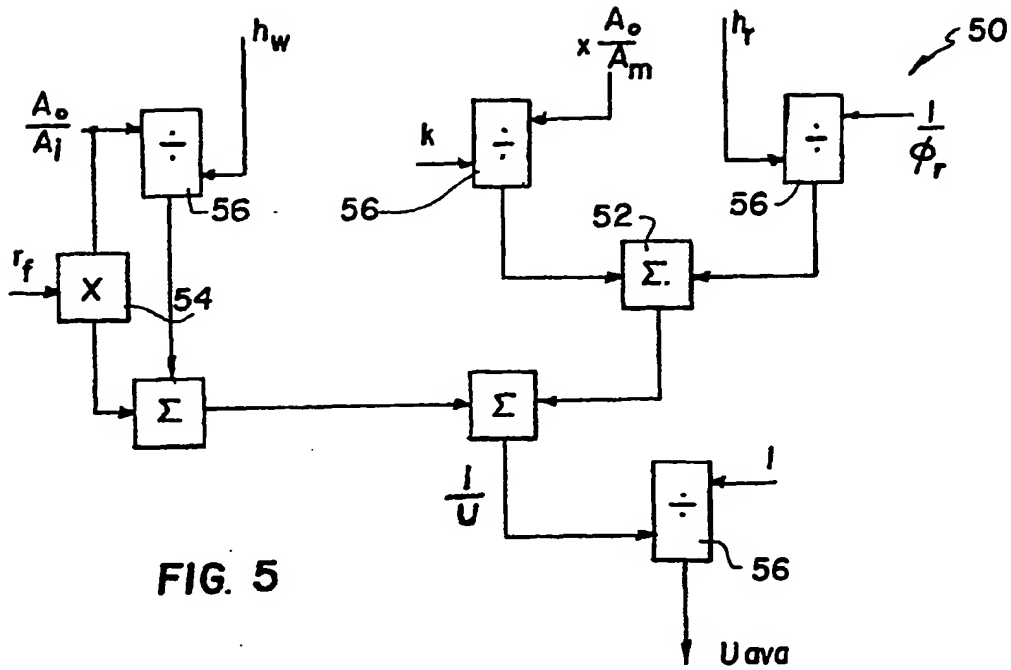 h_w
x A_o/A_m
h_r
50
A_o/A_i
÷
÷
÷
1/ϕ_r
k
56
56
56
52
r_f
X
54
Σ.
Σ
Σ
1/U
1
÷
56
FIG. 5
U ava